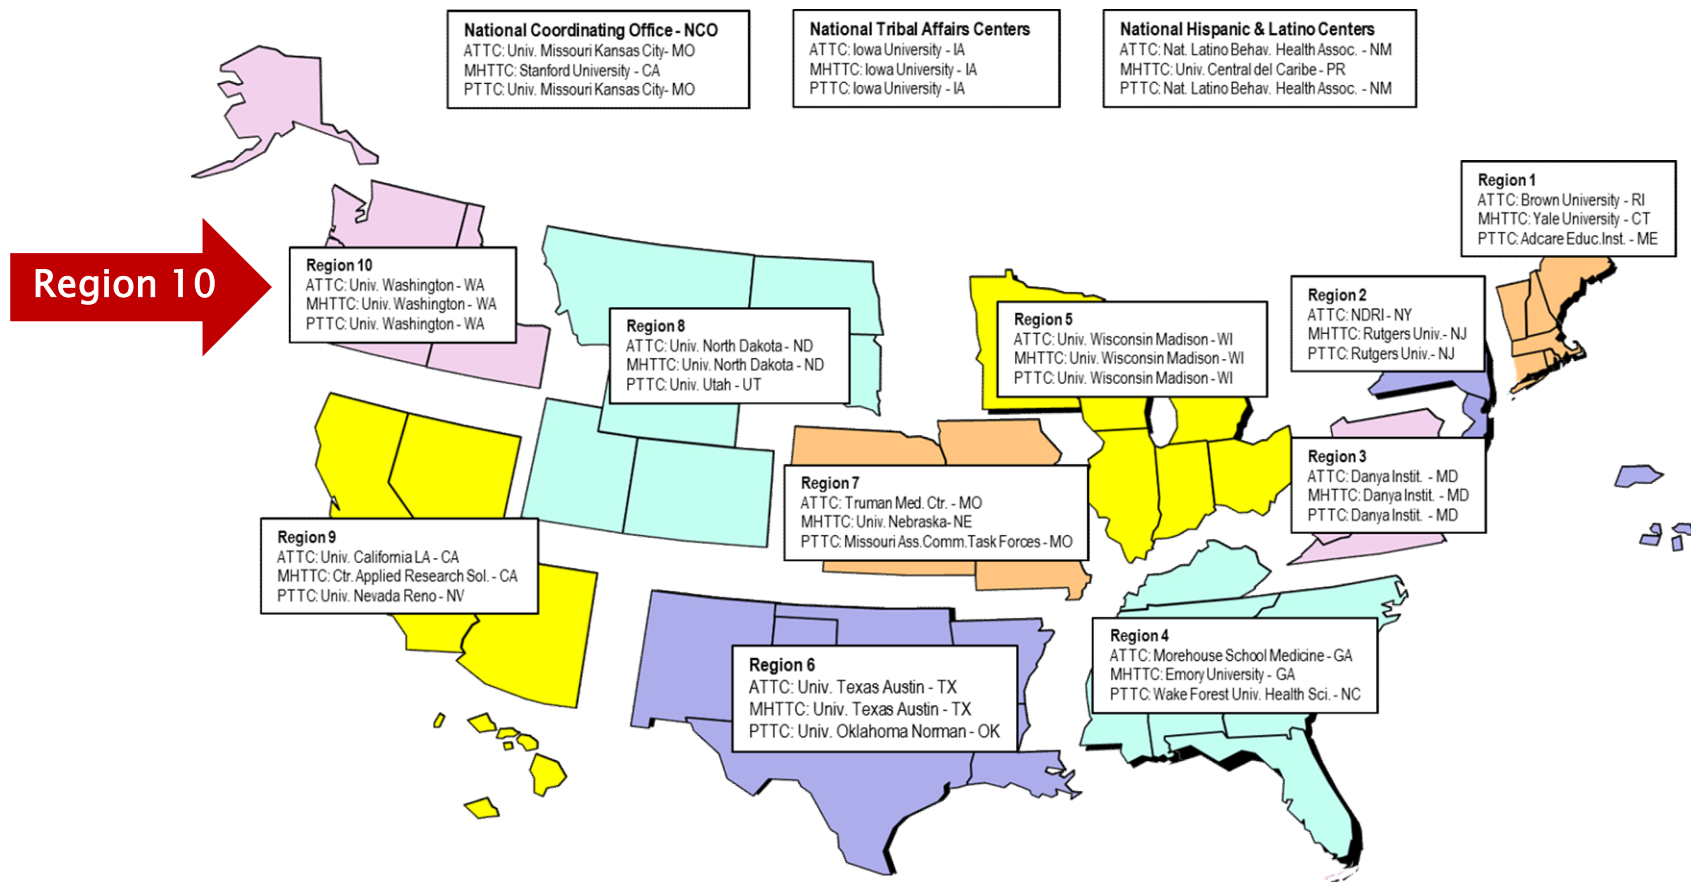 National Coordinating Office - NCO
ATTC: Univ. Missouri Kansas City- MO
MHTTC: Stanford University - CA
PTTC: Univ. Missouri Kansas City- MO
National Tribal Affairs Centers
ATTC: Iowa University - IA
MHTTC: Iowa University - IA
PTTC: Iowa University - IA
National Hispanic & Latino Centers
ATTC: Nat. Latino Behav. Health Assoc. - NM
MHTTC: Univ. Central del Caribe - PR
PTTC: Nat. Latino Behav. Health Assoc. - NM
Region 1
ATTC: Brown University - RI
MHTTC: Yale University - CT
PTTC: Adcare Educ.Inst. - ME
Region 10
Region 10
ATTC: Univ. Washington - WA
MHTTC: Univ. Washington - WA
PTTC: Univ. Washington - WA
Region 8
ATTC: Univ. North Dakota - ND
MHTTC: Univ. North Dakota - ND
PTTC: Univ. Utah - UT
Region 5
ATTC: Univ. Wisconsin Madison - WI
MHTTC: Univ. Wisconsin Madison - WI
PTTC: Univ. Wisconsin Madison - WI
Region 2
ATTC: NDRI - NY
MHTTC: Rutgers Univ.- NJ
PTTC: Rutgers Univ.- NJ
Region 3
ATTC: Danya Instit. - MD
MHTTC: Danya Instit. - MD
PTTC: Danya Instit. - MD
Region 7
ATTC: Truman Med. Ctr. - MO
MHTTC: Univ. Nebraska- NE
PTTC: Missouri Ass.Comm.Task Forces - MO
Region 9
ATTC: Univ. California LA - CA
MHTTC: Ctr. Applied Research Sol. - CA
PTTC: Univ. Nevada Reno - NV
Region 6
ATTC: Univ. Texas Austin - TX
MHTTC: Univ. Texas Austin - TX
PTTC: Univ. Oklahoma Norman - OK
Region 4
ATTC: Morehouse School Medicine - GA
MHTTC: Emory University - GA
PTTC: Wake Forest Univ. Health Sci. - NC